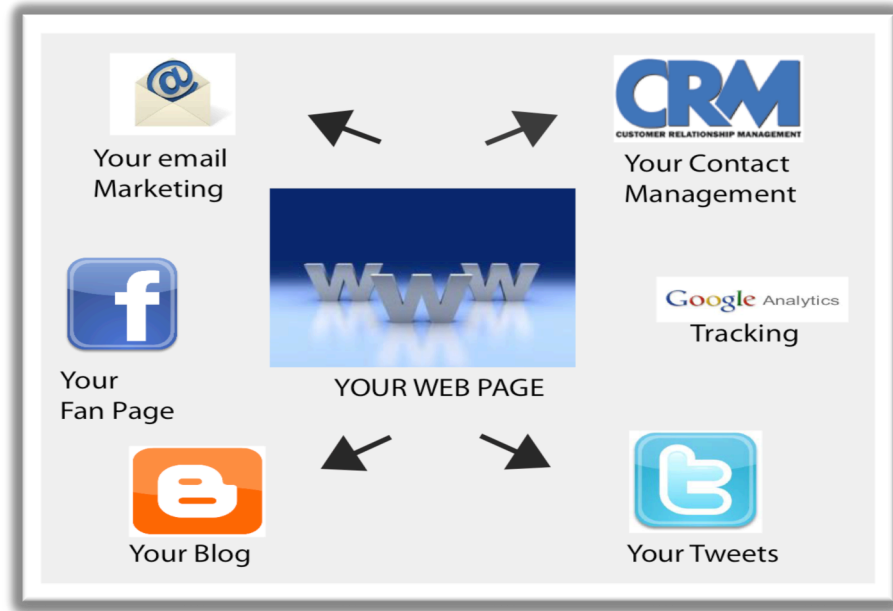 @
CRM
CUSTOMER RELATIONSHIP MANAGEMENT
Your email
Marketing
Your Contact
Management
WWW
f
Google Analytics
Tracking
YOUR WEB PAGE
Your
Fan Page
B
t
Your Blog
Your Tweets